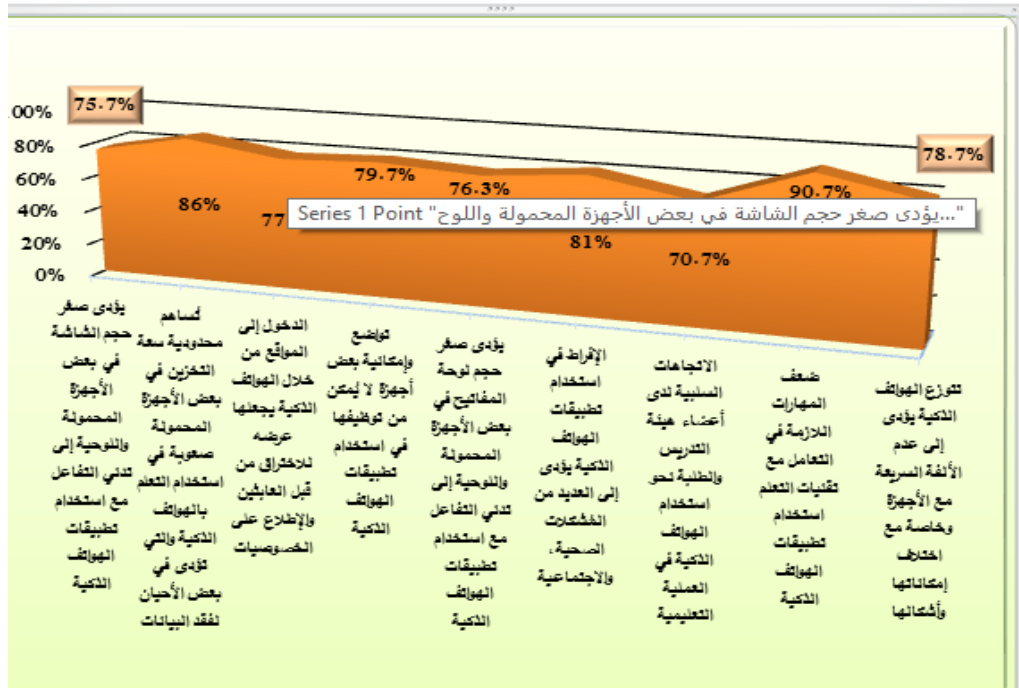 75.7%
78.7%
00%
80%
60%
40%
20%
0%
86%
77
79.7%
76.3%
81%
70.7%
90.7%
Series 1 Point "يؤدى صغر حجم الشاشة في بعض الأجهزة المحمولة واللوح..."
يؤدى صغر
حجم الشاشة
في بعض
الأجهزة
المحمولة
واللوحية إلى
تدني التفاعل
مع استخدام
تطبيقات
الهواتف
الذكية
تُساهم
محدودية سعة
التخزين في
بعض الأجهزة
المحمولة
صعوبة في
استخدام التعلم
بالهواتف
الذكية والتي
تؤدى في
بعض الأحيان
لفقد البيانات
الدخول إلى
المواقع من
خلال الهواتف
الذكية يجعلها
عرضه
للاختراق من
قبل العابثين
والإطلاع على
الخصوصيات
تواضع
وإمكانية بعض
أجهزة لا يُمكن
من توظيفها
في استخدام
تطبيقات
الهواتف
الذكية
يؤدى صغر
حجم لوحة
المفاتيح في
بعض الأجهزة
المحمولة
واللوحية إلى
تدني التفاعل
مع استخدام
تطبيقات
الهواتف
الذكية
الإفراط في
استخدام
تطبيقات
الهواتف
الذكية يؤدى
إلى العديد من
المُشكلات
الصحية،
والاجتماعية
الاتجاهات
السلبية لدى
أعضاء هيئة
التدريس
والطلبة نحو
استخدام
الهواتف
الذكية في
العملية
التعليمية
ضعف
المهارات
اللازمة في
التعامل مع
تقنيات التعلم
استخدام
تطبيقات
الهواتف
الذكية
تتوزع الهواتف
الذكية يؤدى
إلى عدم
الألفة السريعة
مع الأجهزة
وخاصة مع
اختلاف
إمكاناتها
وأشكالها